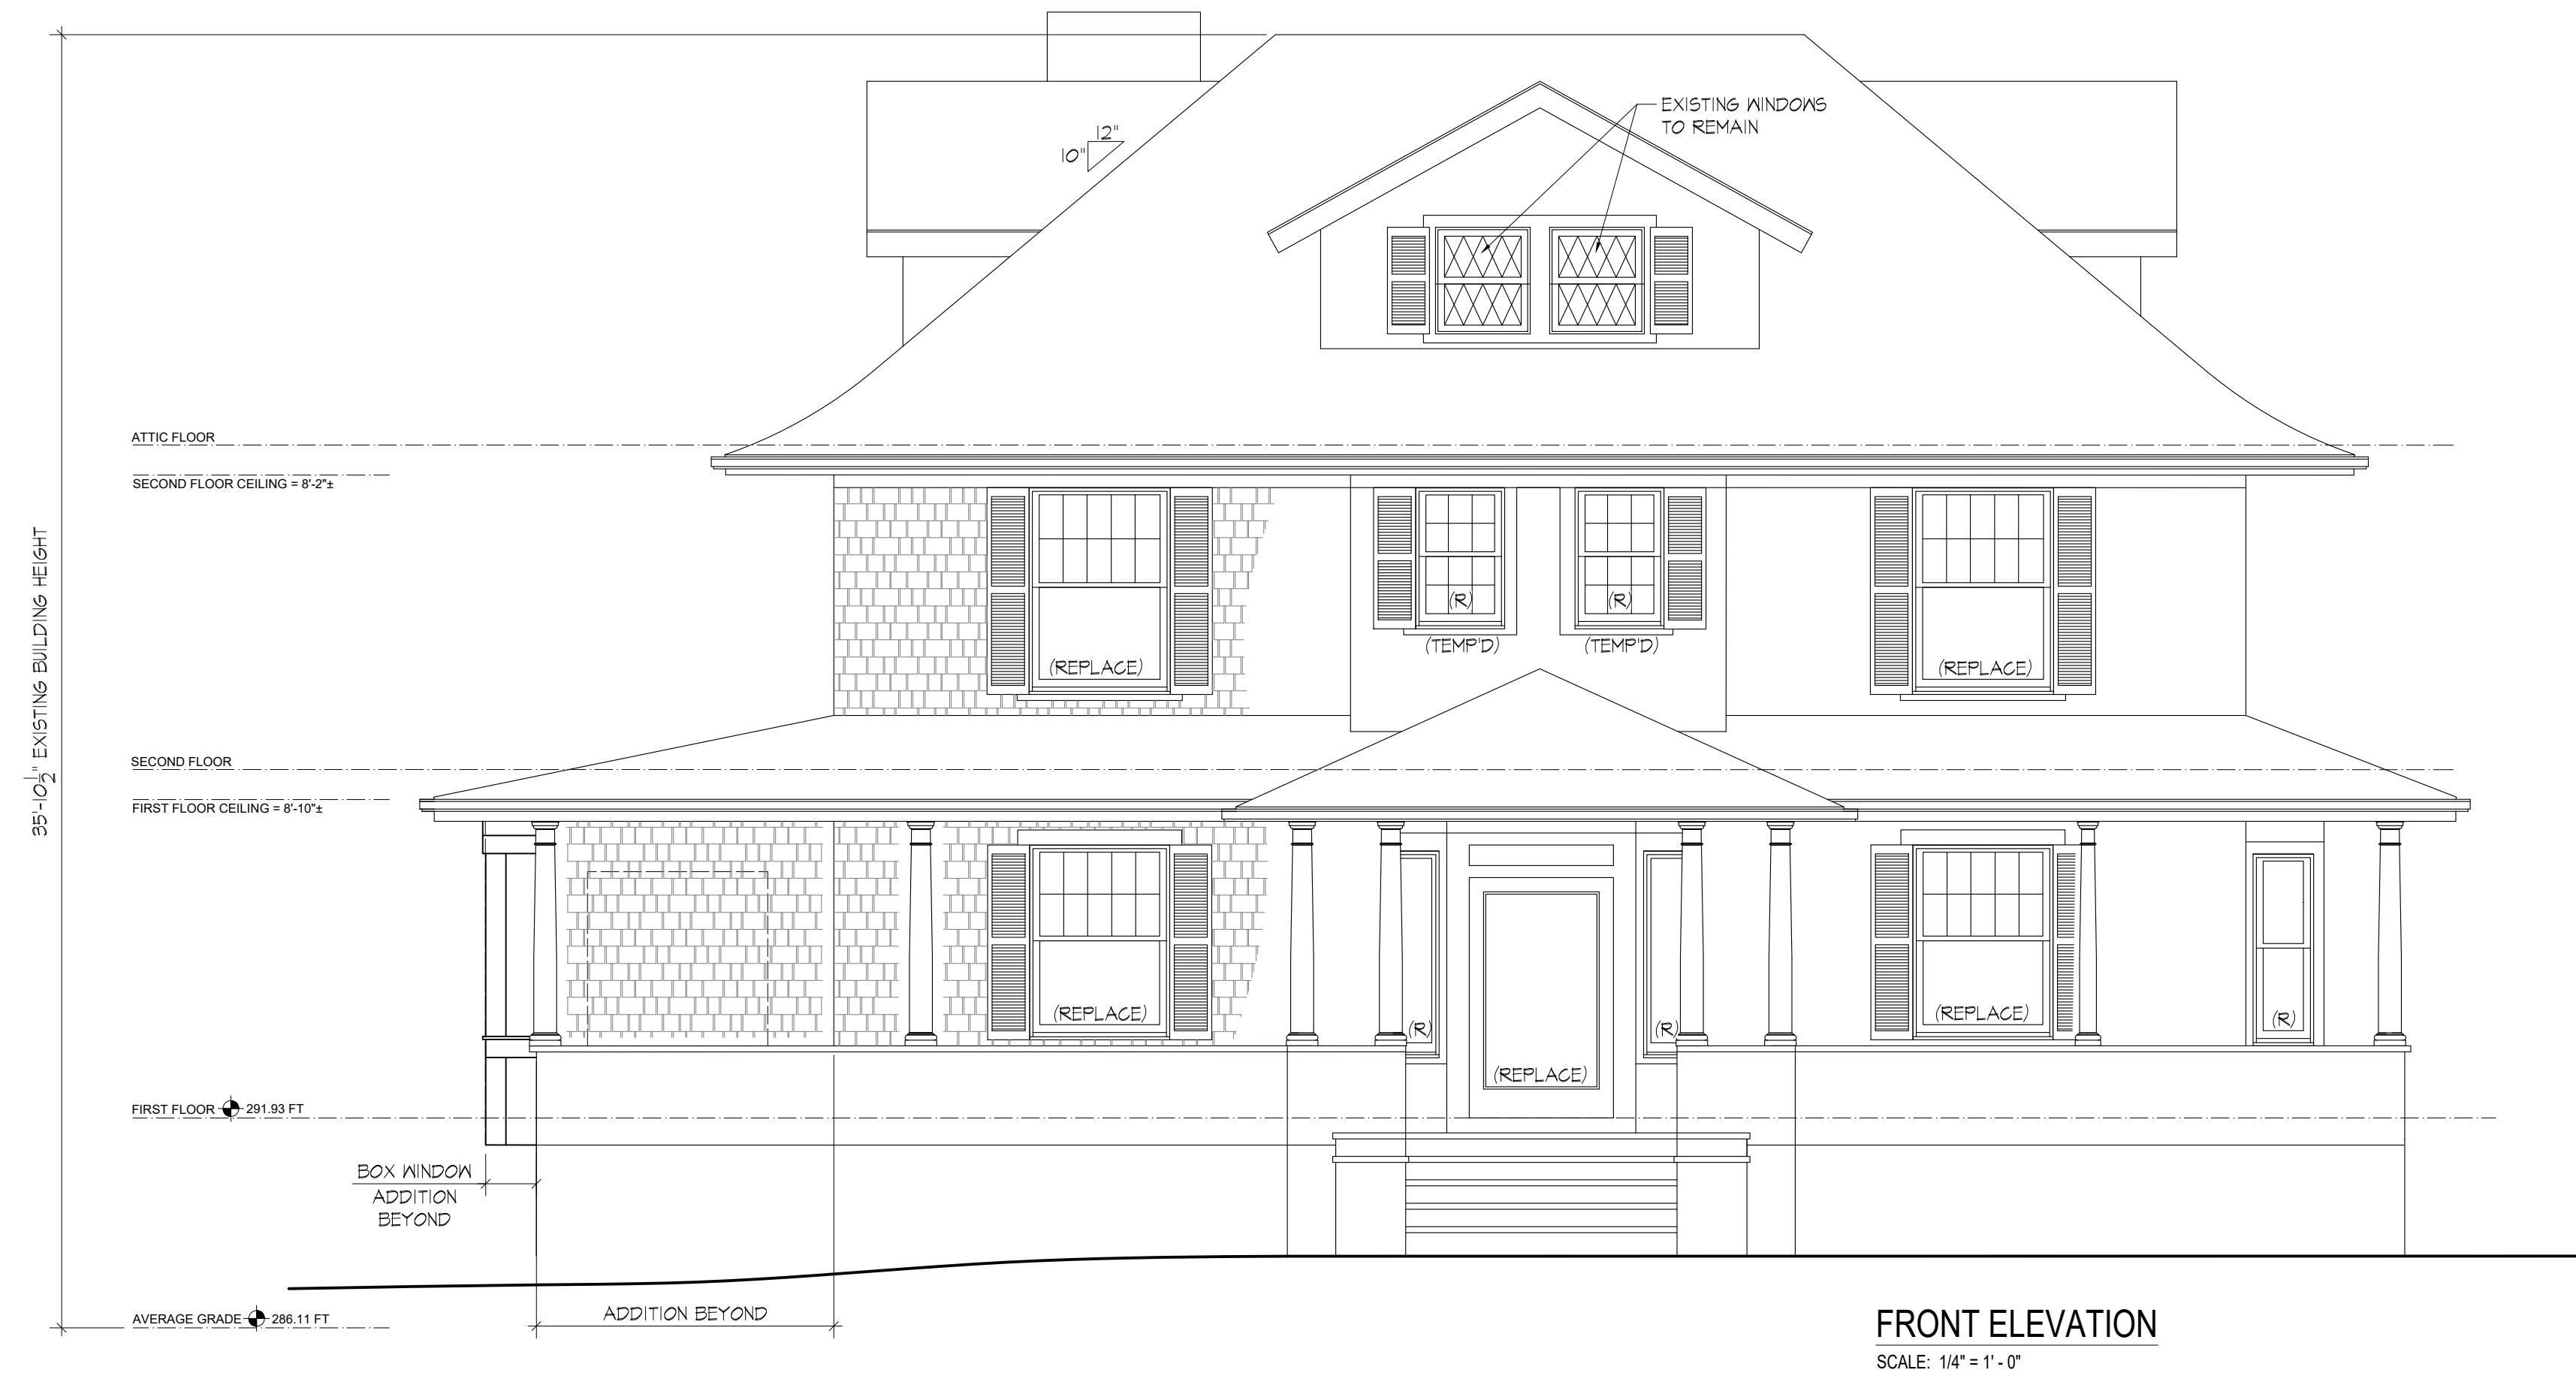 EXISTING WINDOWS
TO REMAIN
12"
10"
ATTIC FLOOR
SECOND FLOOR CEILING = 8'-2"±
35'-10 1/2" EXISTING BUILDING HEIGHT
(R)
(R)
(TEMP'D)
(TEMP'D)
(REPLACE)
(REPLACE)
SECOND FLOOR
FIRST FLOOR CEILING = 8'-10"±
(REPLACE)
(R)
(R)
(REPLACE)
(R)
(REPLACE)
FIRST FLOOR 291.93 FT
BOX WINDOW
ADDITION
BEYOND
ADDITION BEYOND
AVERAGE GRADE 286.11 FT
FRONT ELEVATION
SCALE: 1/4" = 1' - 0"